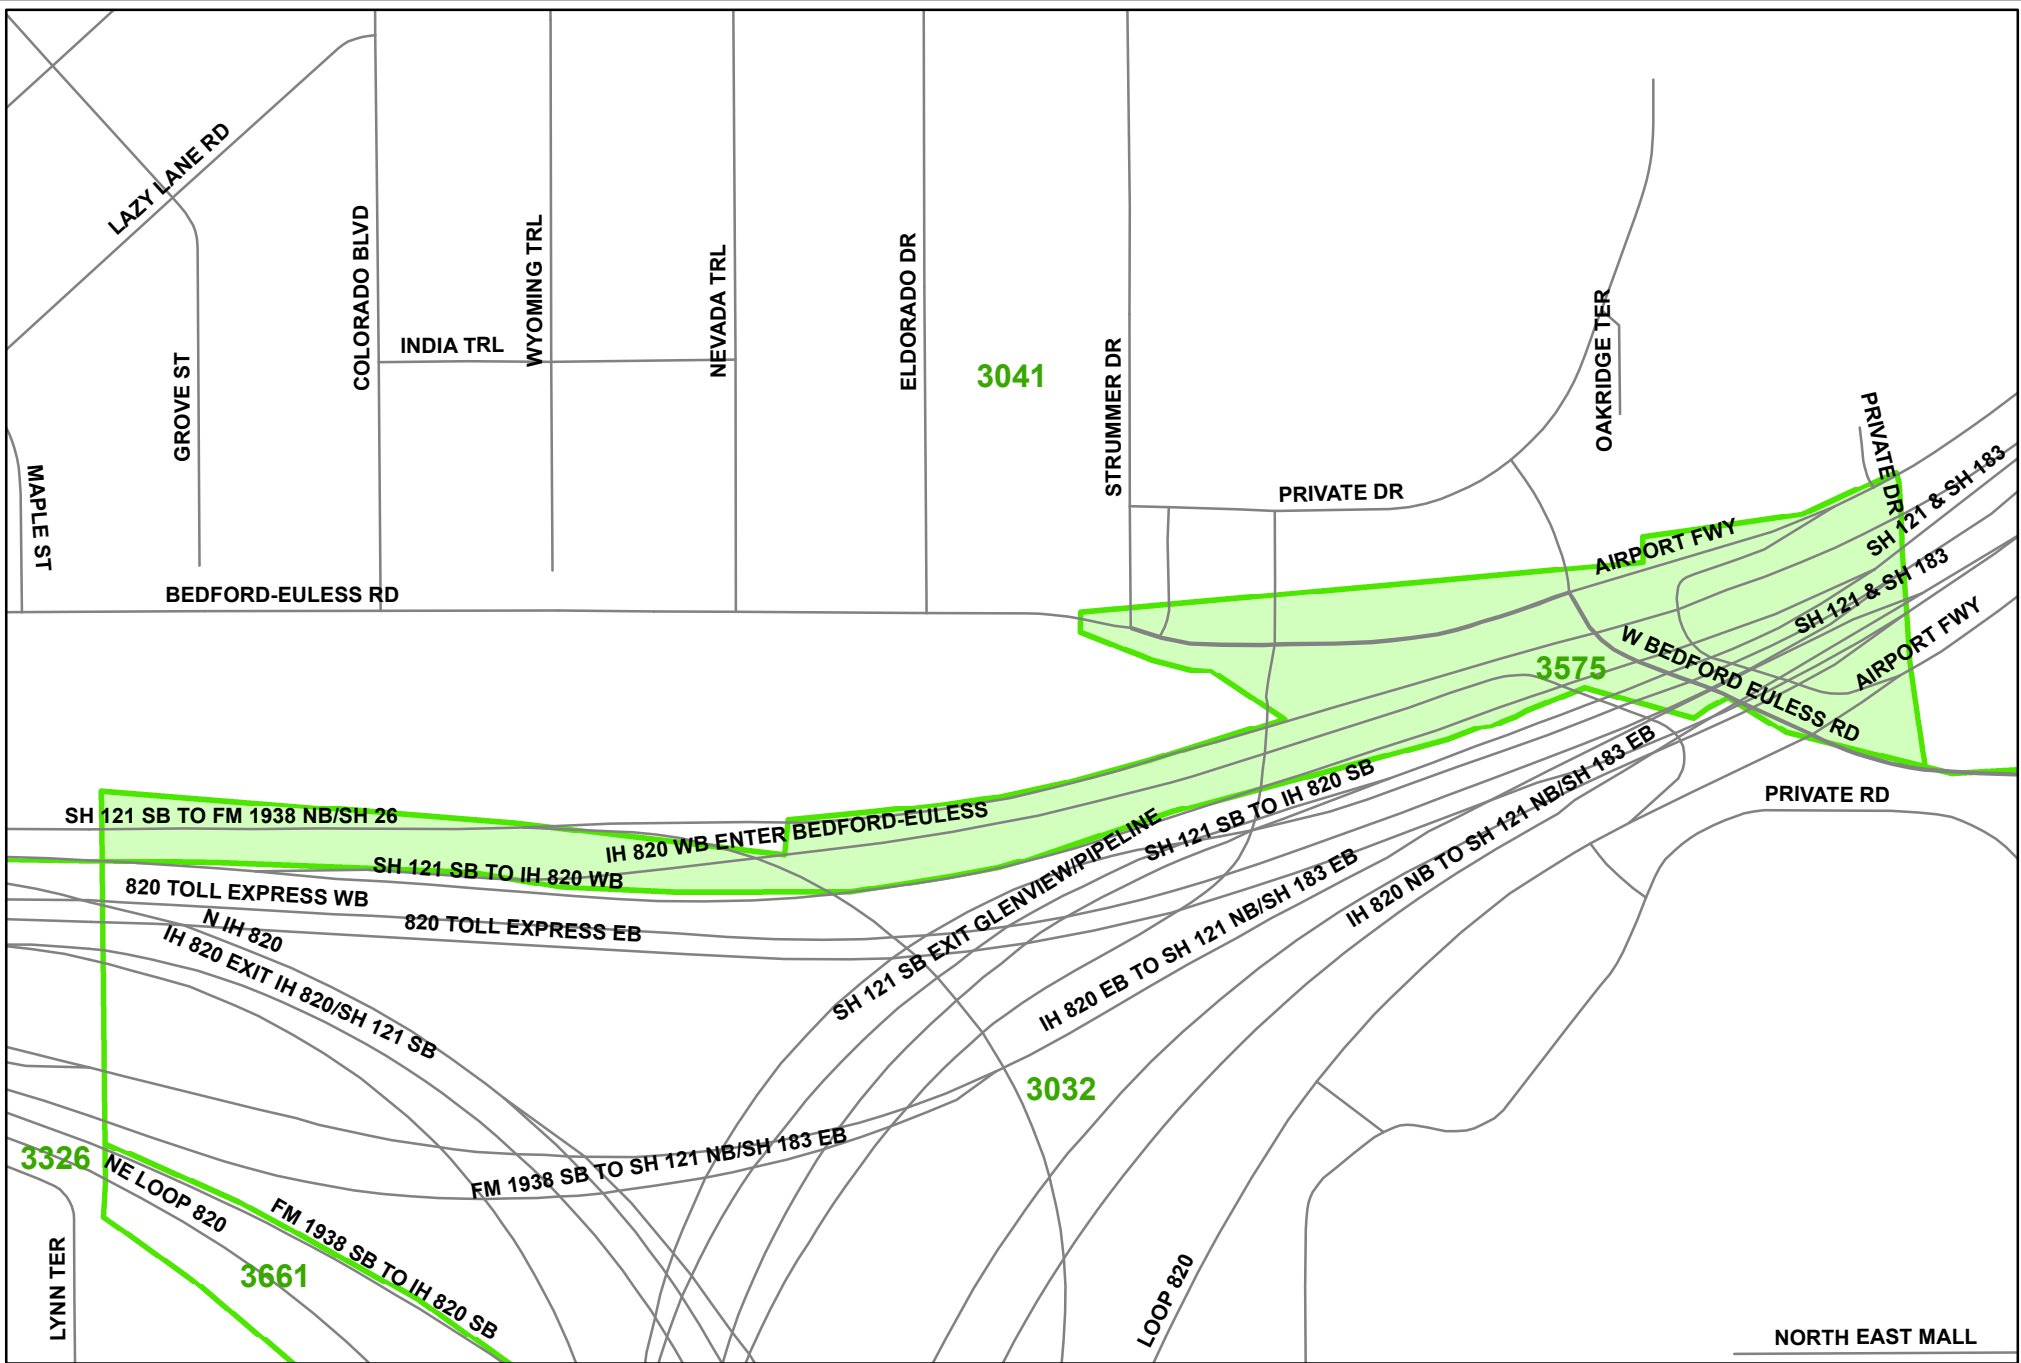 LAZY LANE RD
COLORADO BLVD
WYOMING TRL
NEVADA TRL
ELDORADO DR
INDIA TRL
GROVE ST
3041
STRUMMER DR
OAKRIDGE TER
PRIVATE DR
MAPLE ST
PRIVATE DR
SH 121 & SH 183
AIRPORT FWY
BEDFORD-EULESS RD
SH 121 & SH 183
AIRPORT FWY
W BEDFORD EULESS RD
3575
PRIVATE RD
SH 121 SB TO FM 1938 NB/SH 26
IH 820 WB ENTER BEDFORD-EULESS
SH 121 SB TO IH 820 SB
SH 121 SB TO IH 820 WB
820 TOLL EXPRESS WB
820 TOLL EXPRESS EB
N IH 820
IH 820 EXIT IH 820/SH 121 SB
SH 121 SB EXIT GLENVIEW/PIPELINE
IH 820 EB TO SH 121 NB/SH 183 EB
IH 820 NB TO SH 121 NB/SH 183 EB
3032
FM 1938 SB TO SH 121 NB/SH 183 EB
3326
NE LOOP 820
FM 1938 SB TO IH 820 SB
3661
LYNN TER
LOOP 820
NORTH EAST MALL